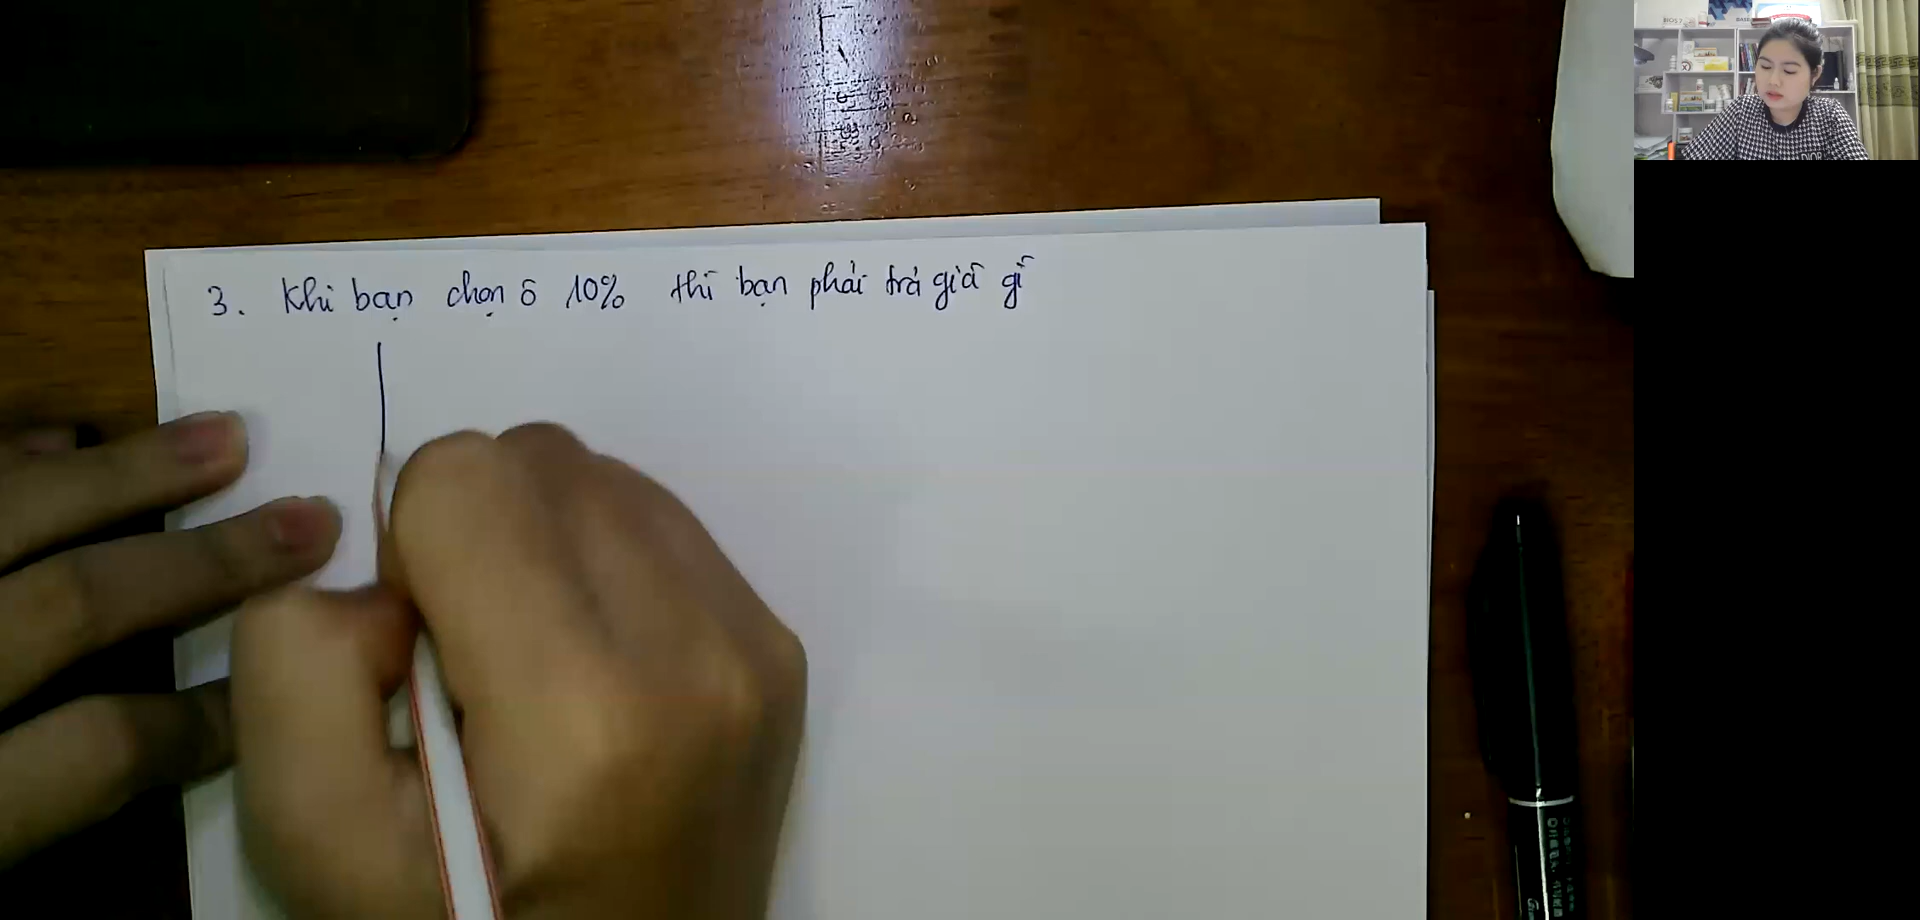 3. Khi bạn chọn ô 10% thì bạn phải trả giá gì